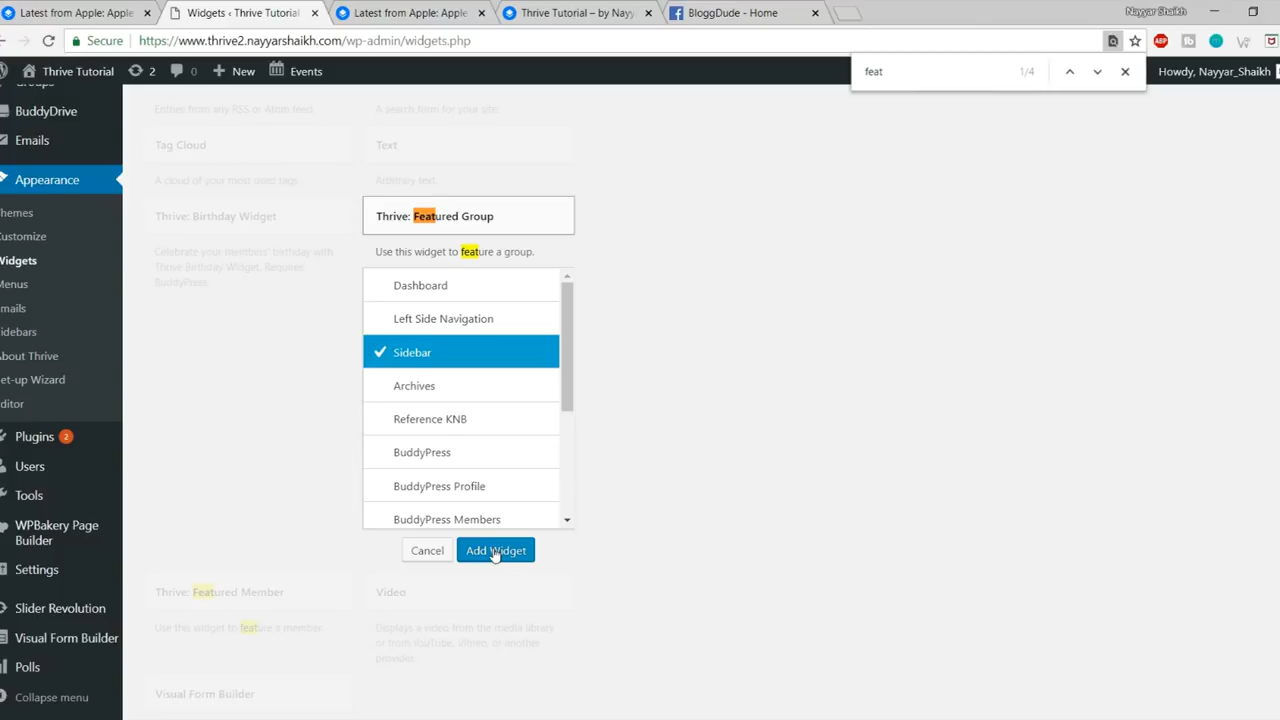 Latest from Apple: Apple
Widgets ‹ Thrive Tutorial
Latest from Apple: Apple
Thrive Tutorial – by Nayy
BloggDude - Home
Nayyar Shaikh
Secure
https://www.thrive2.nayyarshaikh.com/wp-admin/widgets.php
ABP
Thrive Tutorial
2
0
New
Events
feat
1/4
Howdy, Nayyar_Shaikh
Groups
BuddyDrive
Emails
Appearance
Themes
Customize
Widgets
Menus
Emails
Sidebars
About Thrive
Set-up Wizard
Editor
Plugins 2
Users
Tools
WPBakery Page
Builder
Settings
Slider Revolution
Visual Form Builder
Polls
Collapse menu
Entries from any RSS or Atom feed.
A search form for your site.
Tag Cloud
Text
A cloud of your most used tags.
Arbitrary text.
Thrive: Birthday Widget
Thrive: Featured Group
Celebrate your members' birthday with
Thrive Birthday Widget. Requires
BuddyPress.
Use this widget to feature a group.
Dashboard
Left Side Navigation
Sidebar
Archives
Reference KNB
BuddyPress
BuddyPress Profile
BuddyPress Members
Cancel
Add Widget
Thrive: Featured Member
Video
Use this widget to feature a member.
Displays a video from the media library
or from YouTube, Vimeo, or another
provider.
Visual Form Builder